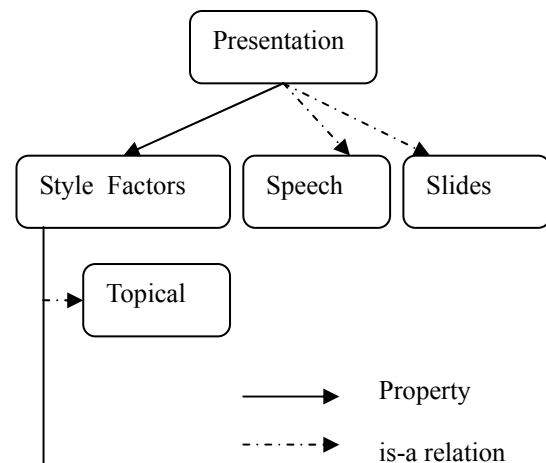 Presentation
Style Factors
Speech
Slides
Topical
Property
is-a relation